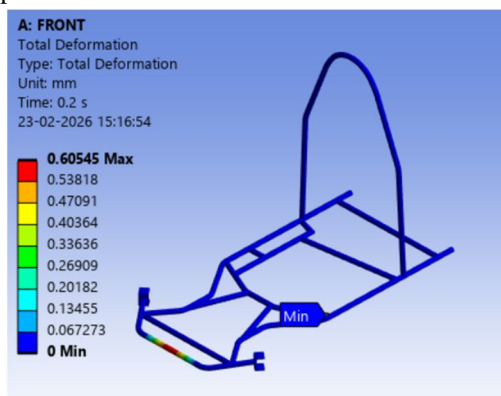 A: FRONT
Total Deformation
Type: Total Deformation
Unit: mm
Time: 0.2 s
23-02-2026 15:16:54
0.60545 Max
0.53818
0.47091
0.40364
0.33636
0.26909
0.20182
0.13455
0.067273
0 Min
Min